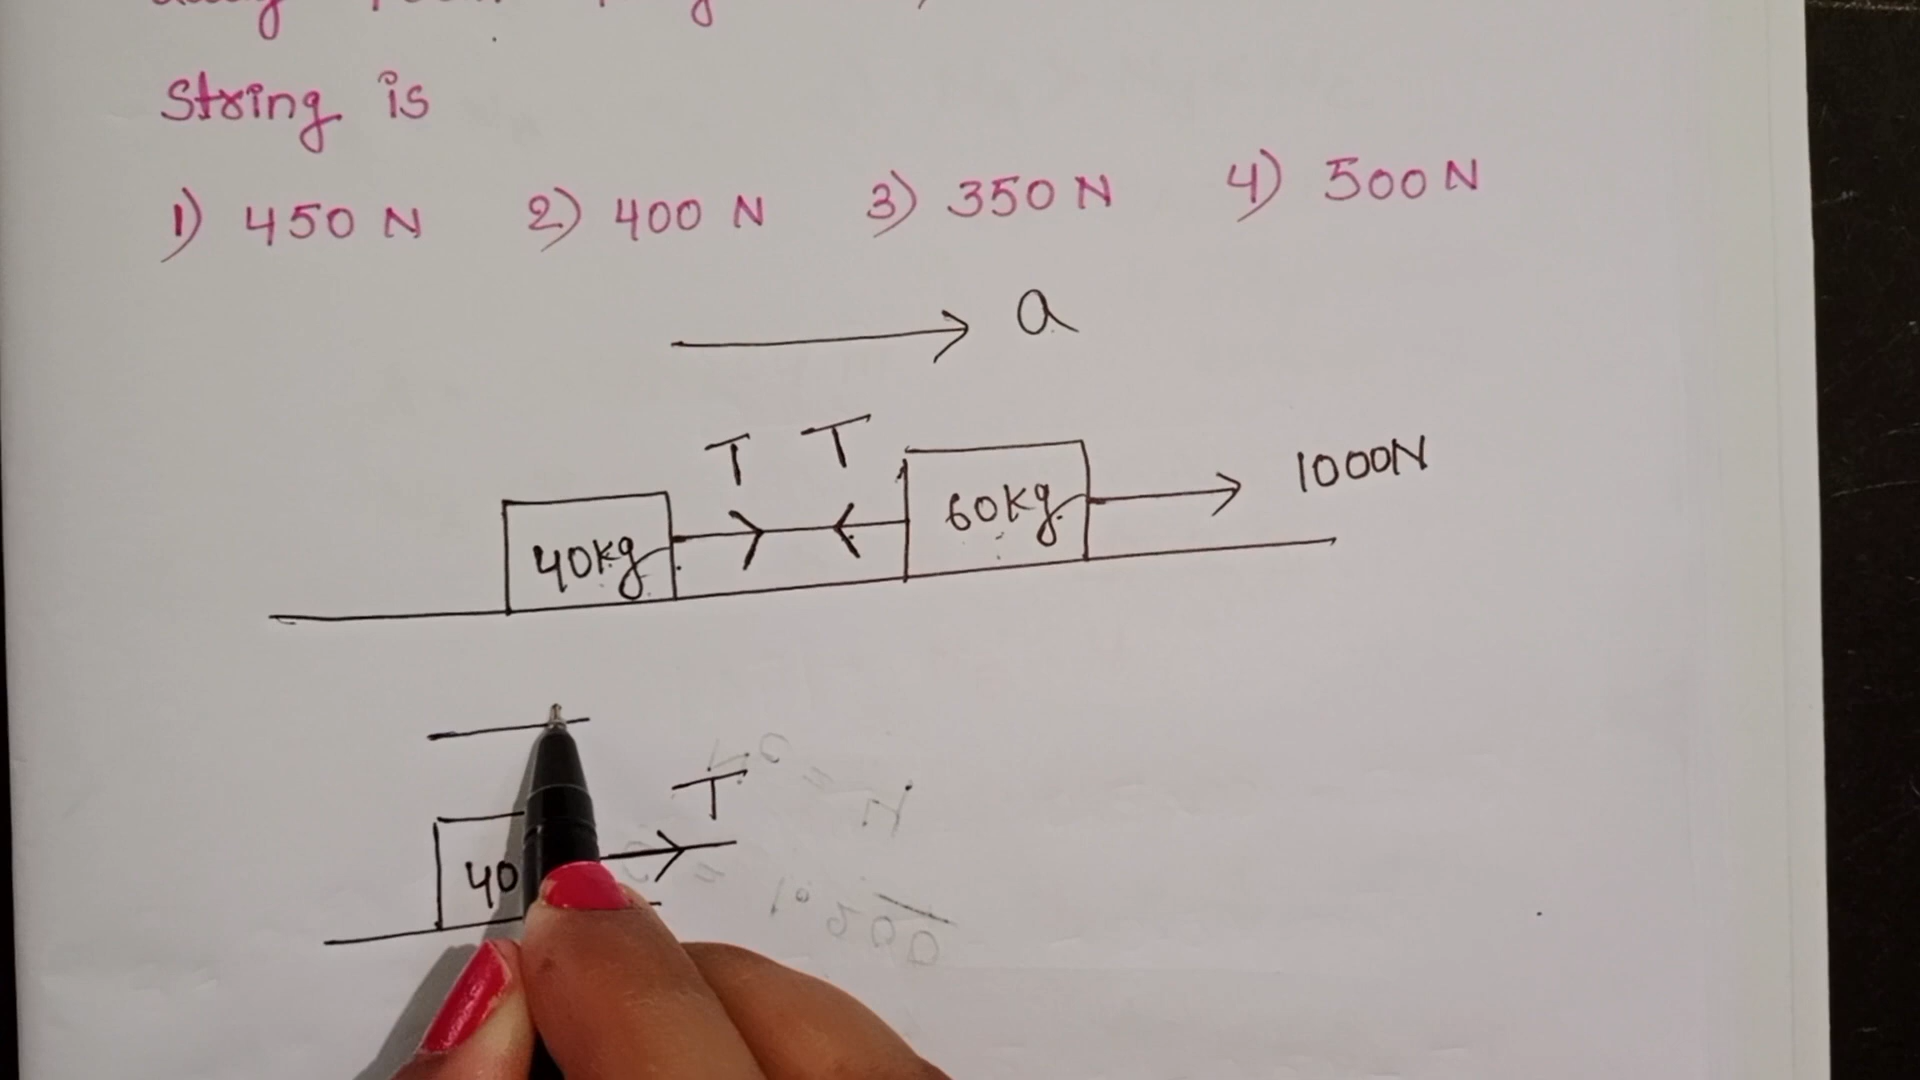 String is
1) 450 N 2) 400 N 3) 350 N 4) 500 N
a
T T
40kg 60kg 1000N
T
40